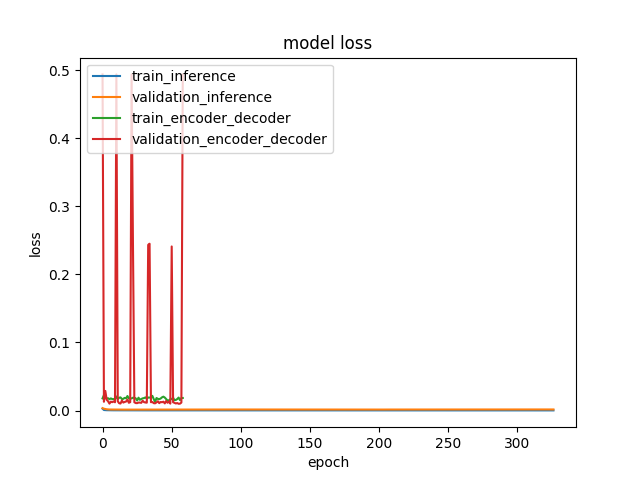 model loss
train_inference
validation_inference
train_encoder_decoder
validation_encoder_decoder
0.5
0.4
0.3
0.2
0.1
0.0
loss
0 50 100 150 200 250 300
epoch